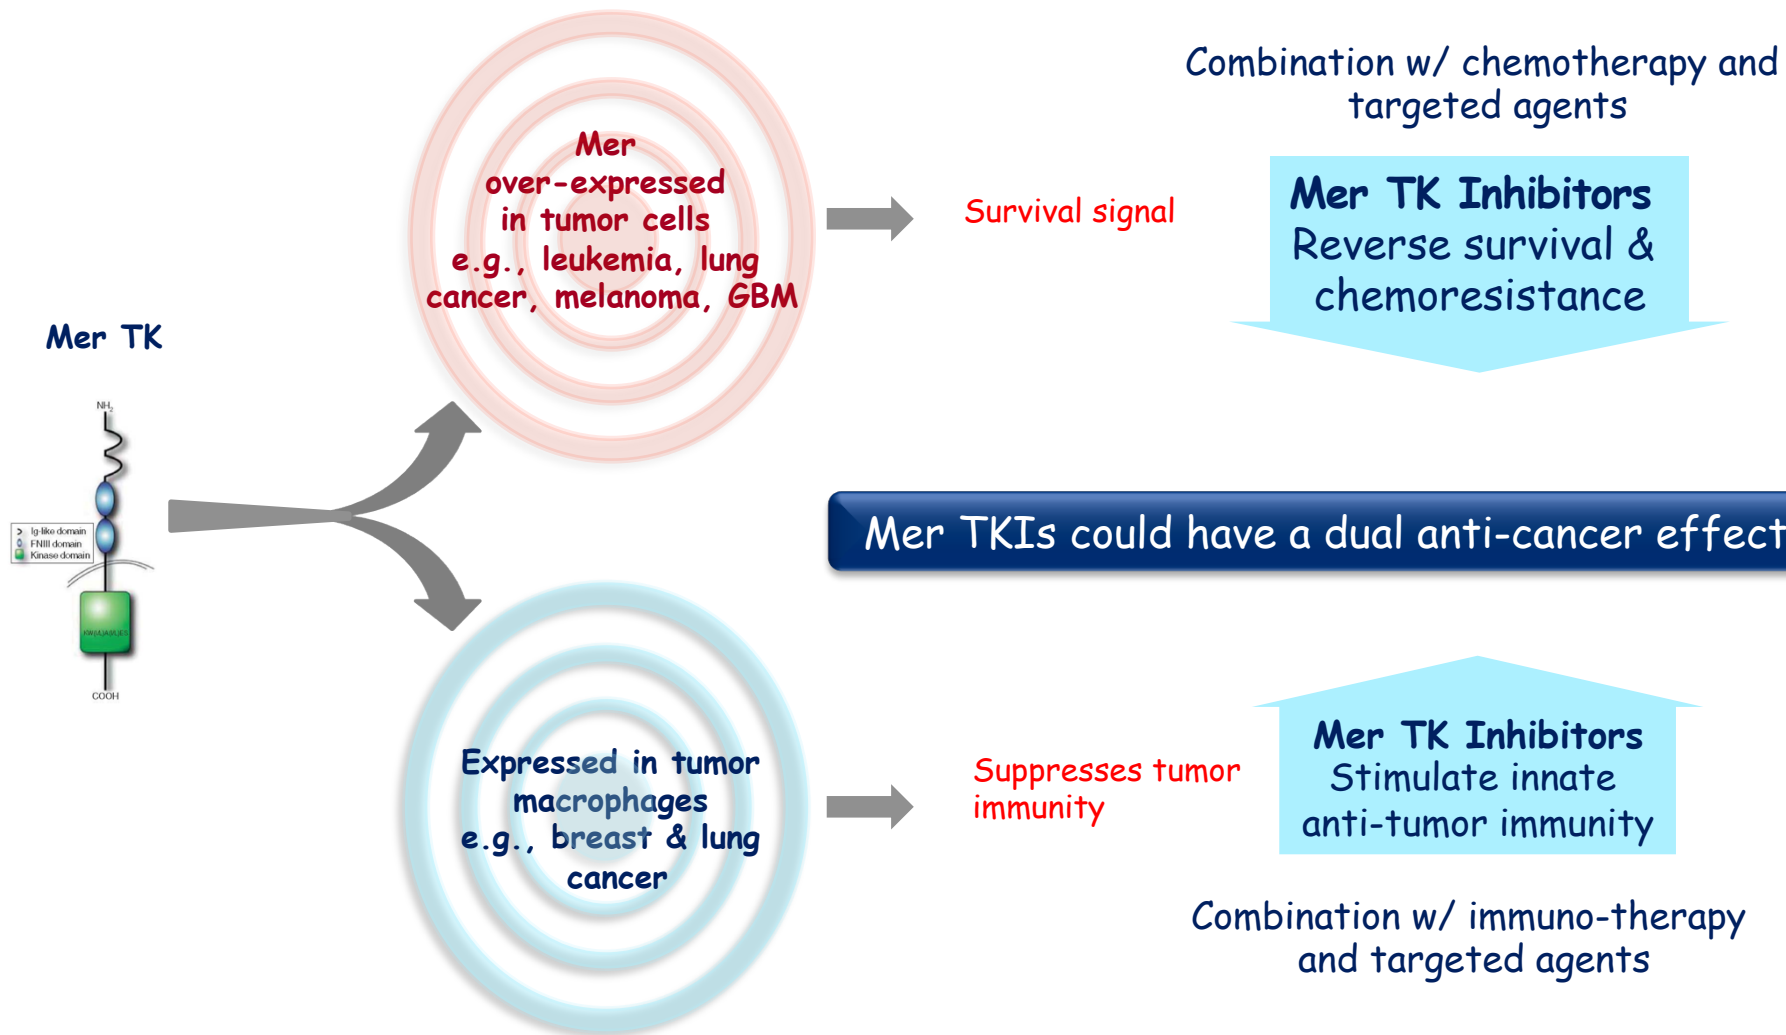 Combination w/ chemotherapy and
targeted agents
Mer
over-expressed
in tumor cells
e.g., leukemia, lung
cancer, melanoma, GBM
Survival signal
Mer TK Inhibitors
Reverse survival &
chemoresistance
Mer TK
NH2
Ig-like domain
FNIII domain
Kinase domain
COOH
Mer TKIs could have a dual anti-cancer effect
Expressed in tumor
macrophages
e.g., breast & lung
cancer
Suppresses tumor
immunity
Mer TK Inhibitors
Stimulate innate
anti-tumor immunity
Combination w/ immuno-therapy
and targeted agents